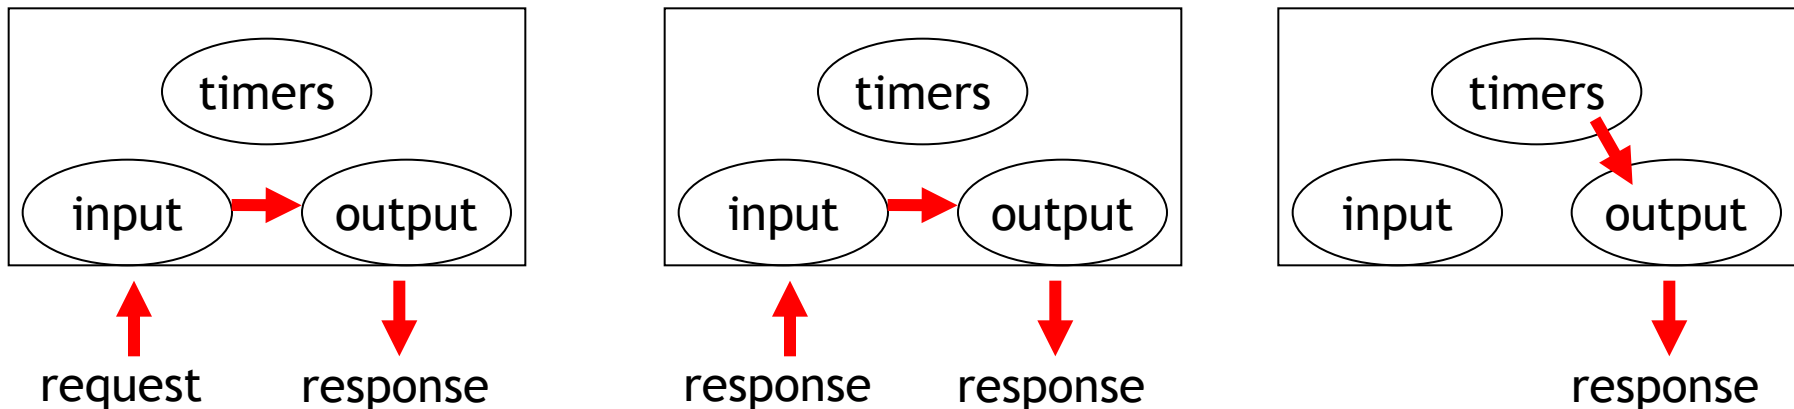 timers
input output
request response
timers
input output
response response
timers
input output
response